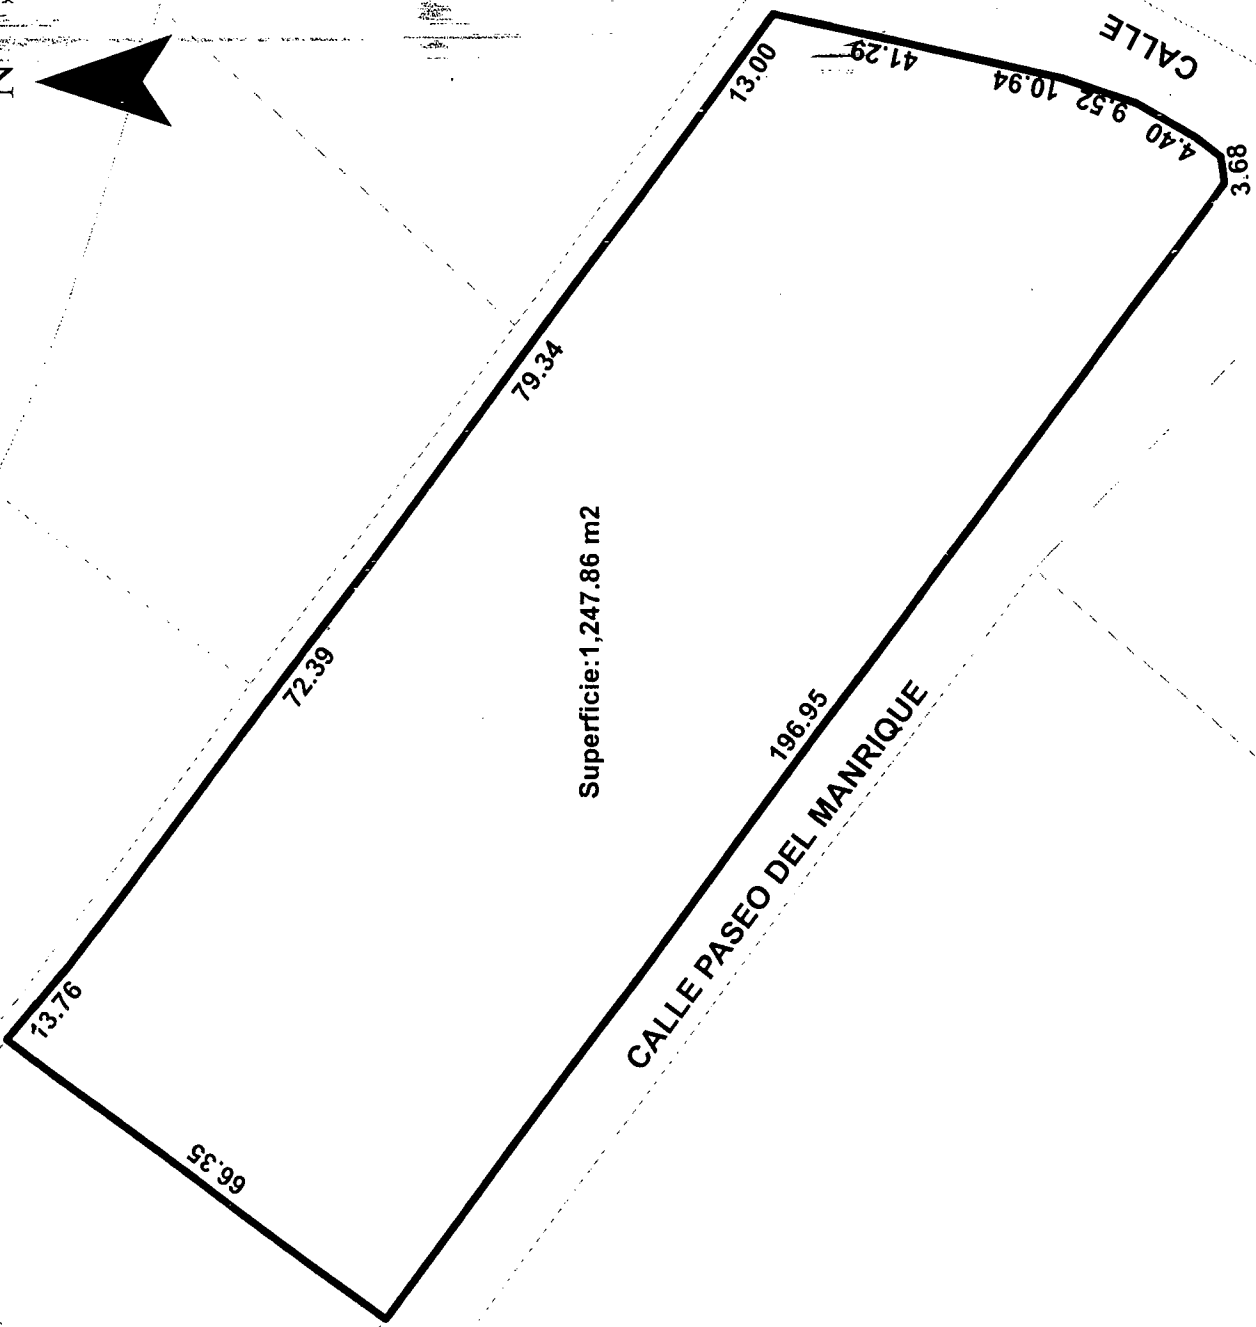 N
CALLE
13.00
41.29
10.94
9.52
4.40
3.68
79.34
72.39
Superficie:1,247.86 m2
196.95
CALLE PASEO DEL MANRIQUE
13.76
66.35